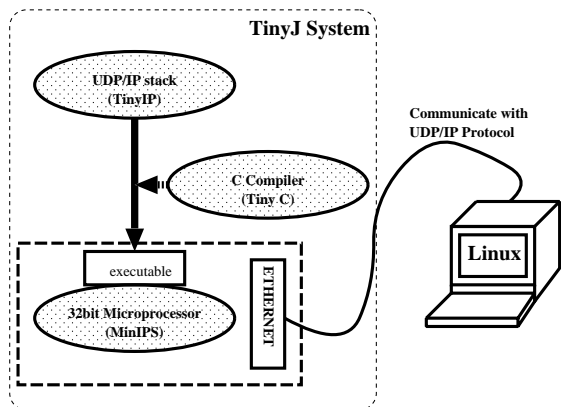 TinyJ System
UDP/IP stack
(TinyIP)
Communicate with
UDP/IP Protocol
C Compiler
(Tiny C)
executable
ETHERNET
32bit Microprocessor
(MinIPS)
Linux